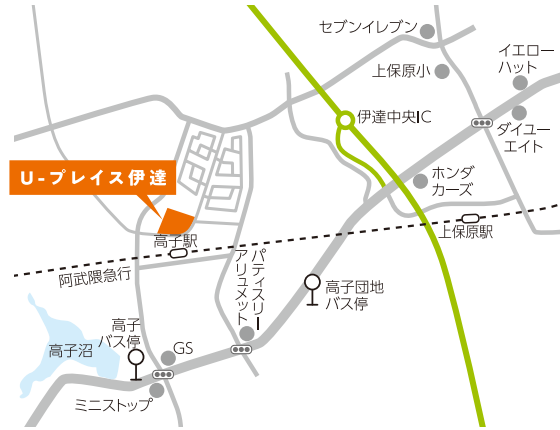 セブンイレブン
イエロー
ハット
上保原小
伊達中央IC
ダイユー
エイト
U-プレイス伊達
ホンダ
カーズ
高子駅
上保原駅
阿武隈急行
パティスリー
アリュメット
高子団地
バス停
高子
バス停
高子沼
GS
ミニストップ